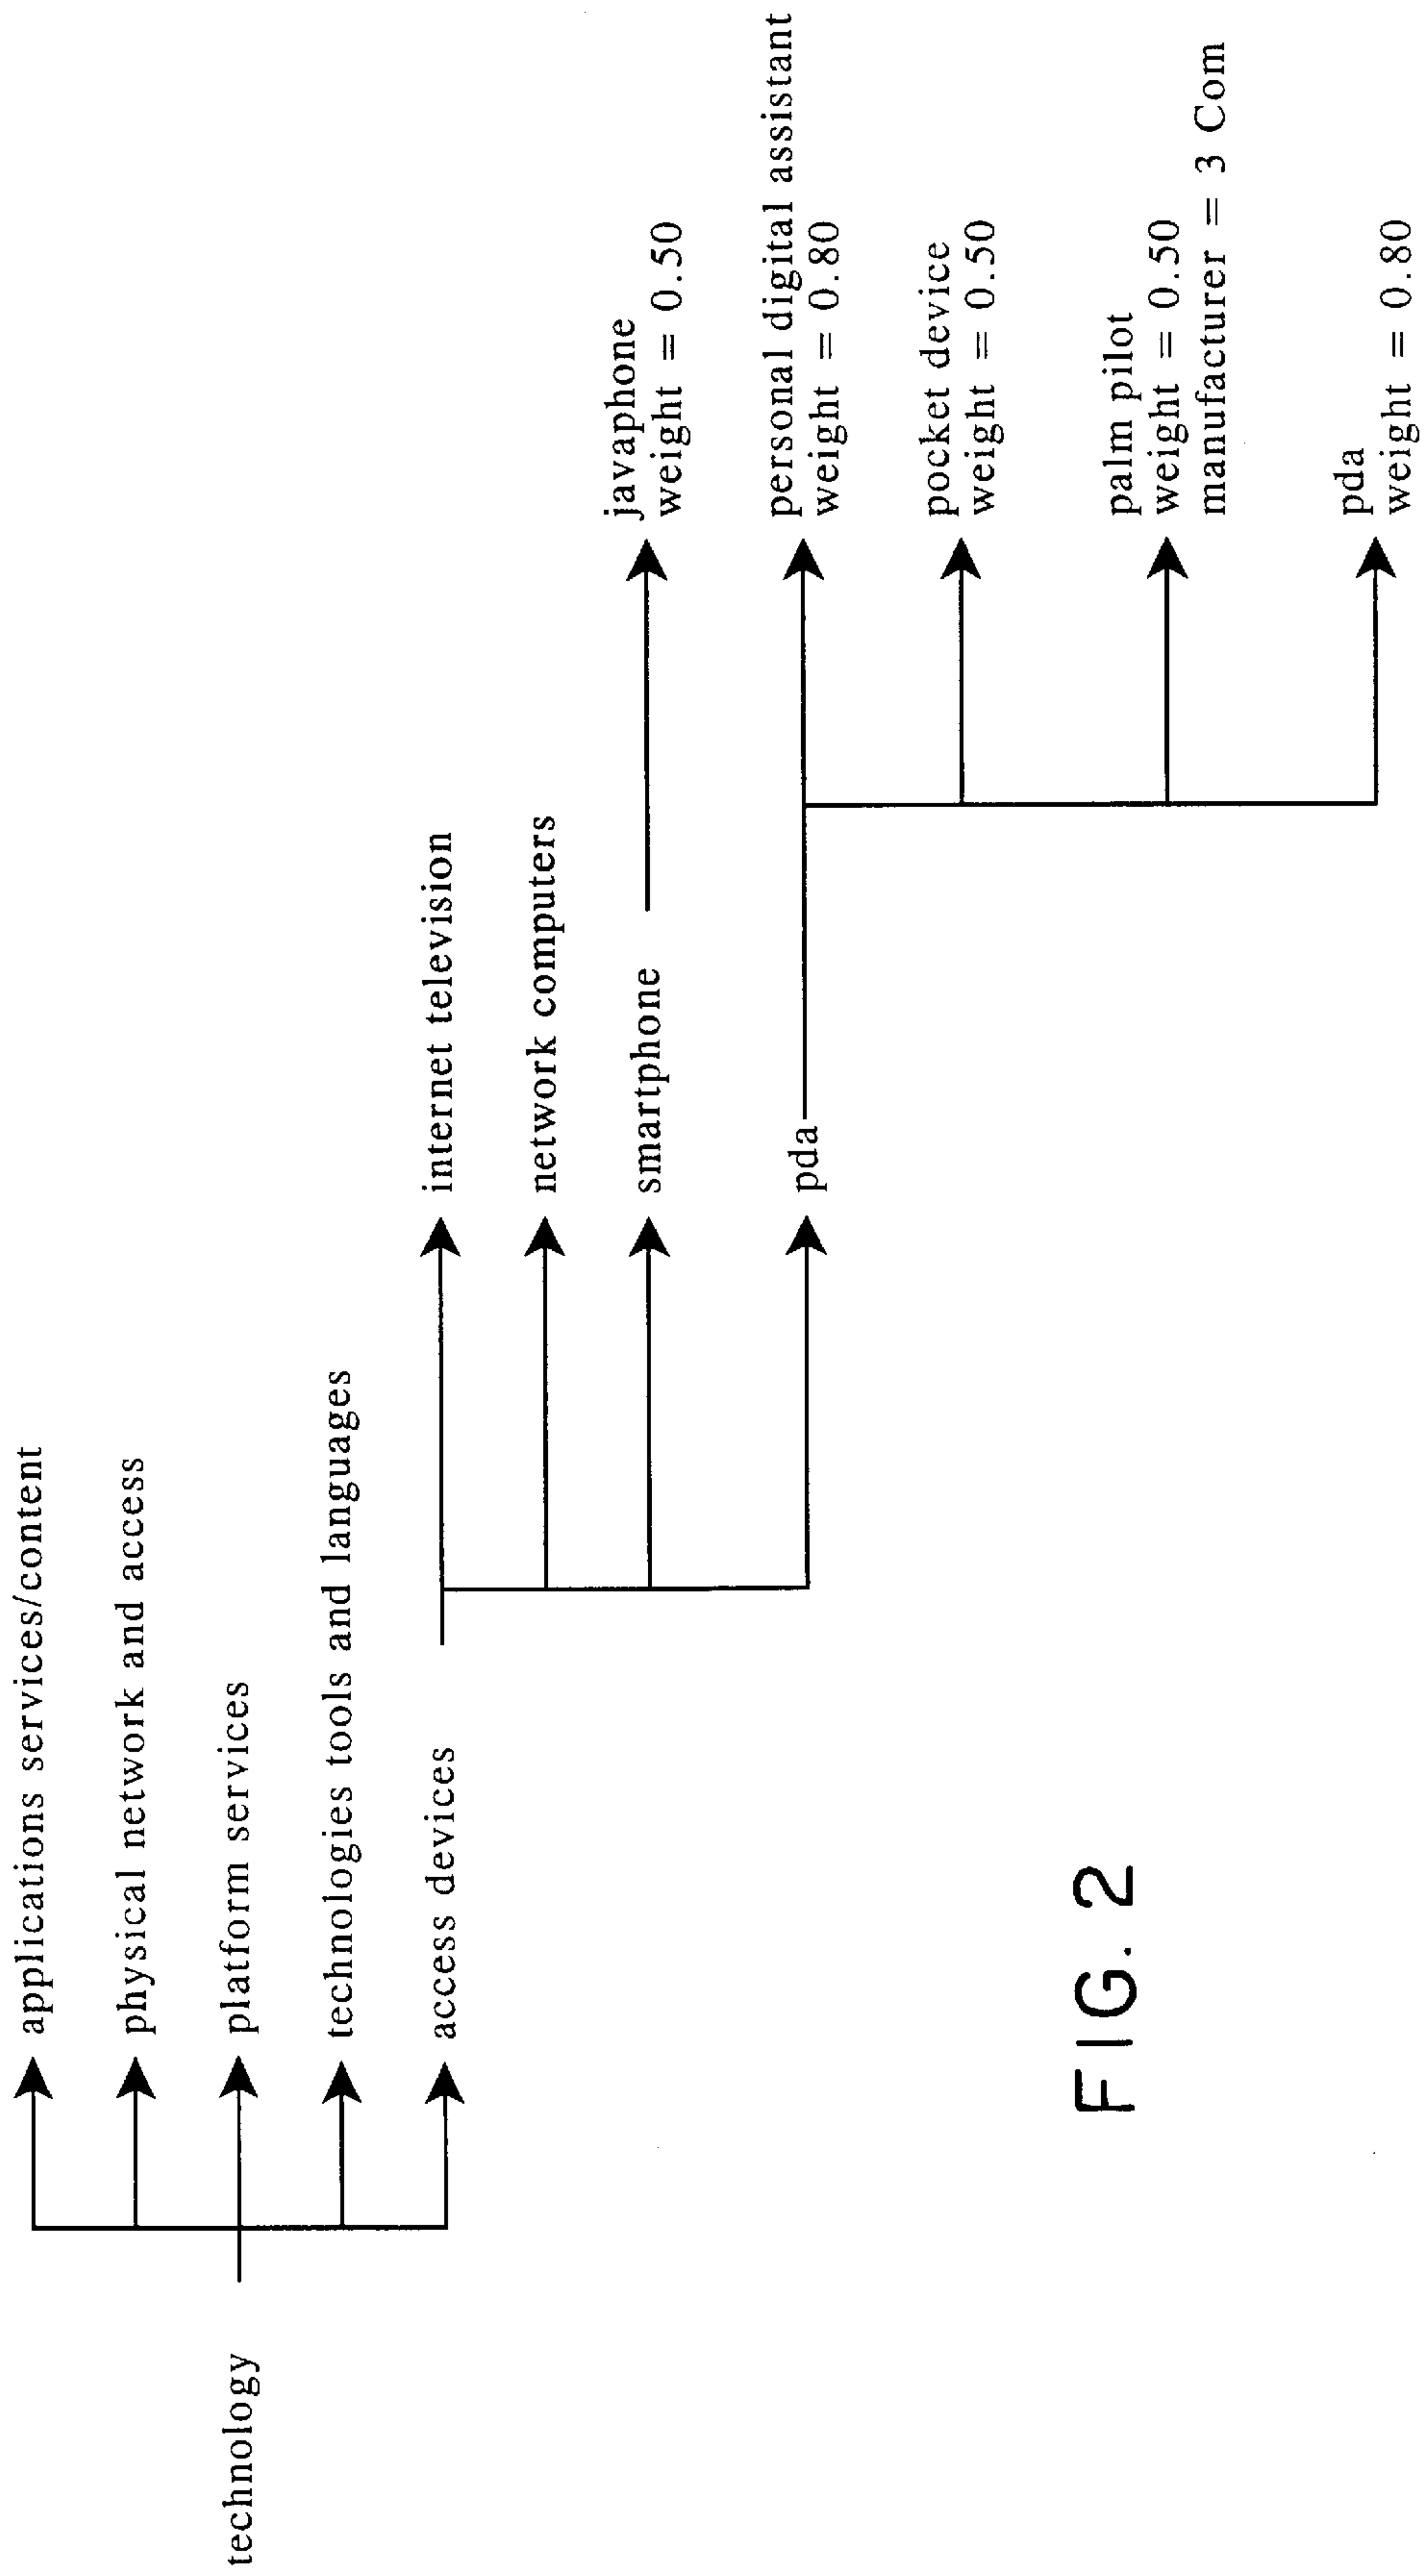 technology
applications services/content
physical network and access
platform services
technologies tools and languages
access devices
internet television
network computers
smartphone
pda
javaphone
weight = 0.50
personal digital assistant
weight = 0.80
pocket device
weight = 0.50
palm pilot
weight = 0.50
manufacturer = 3 Com
pda
weight = 0.80
FIG. 2